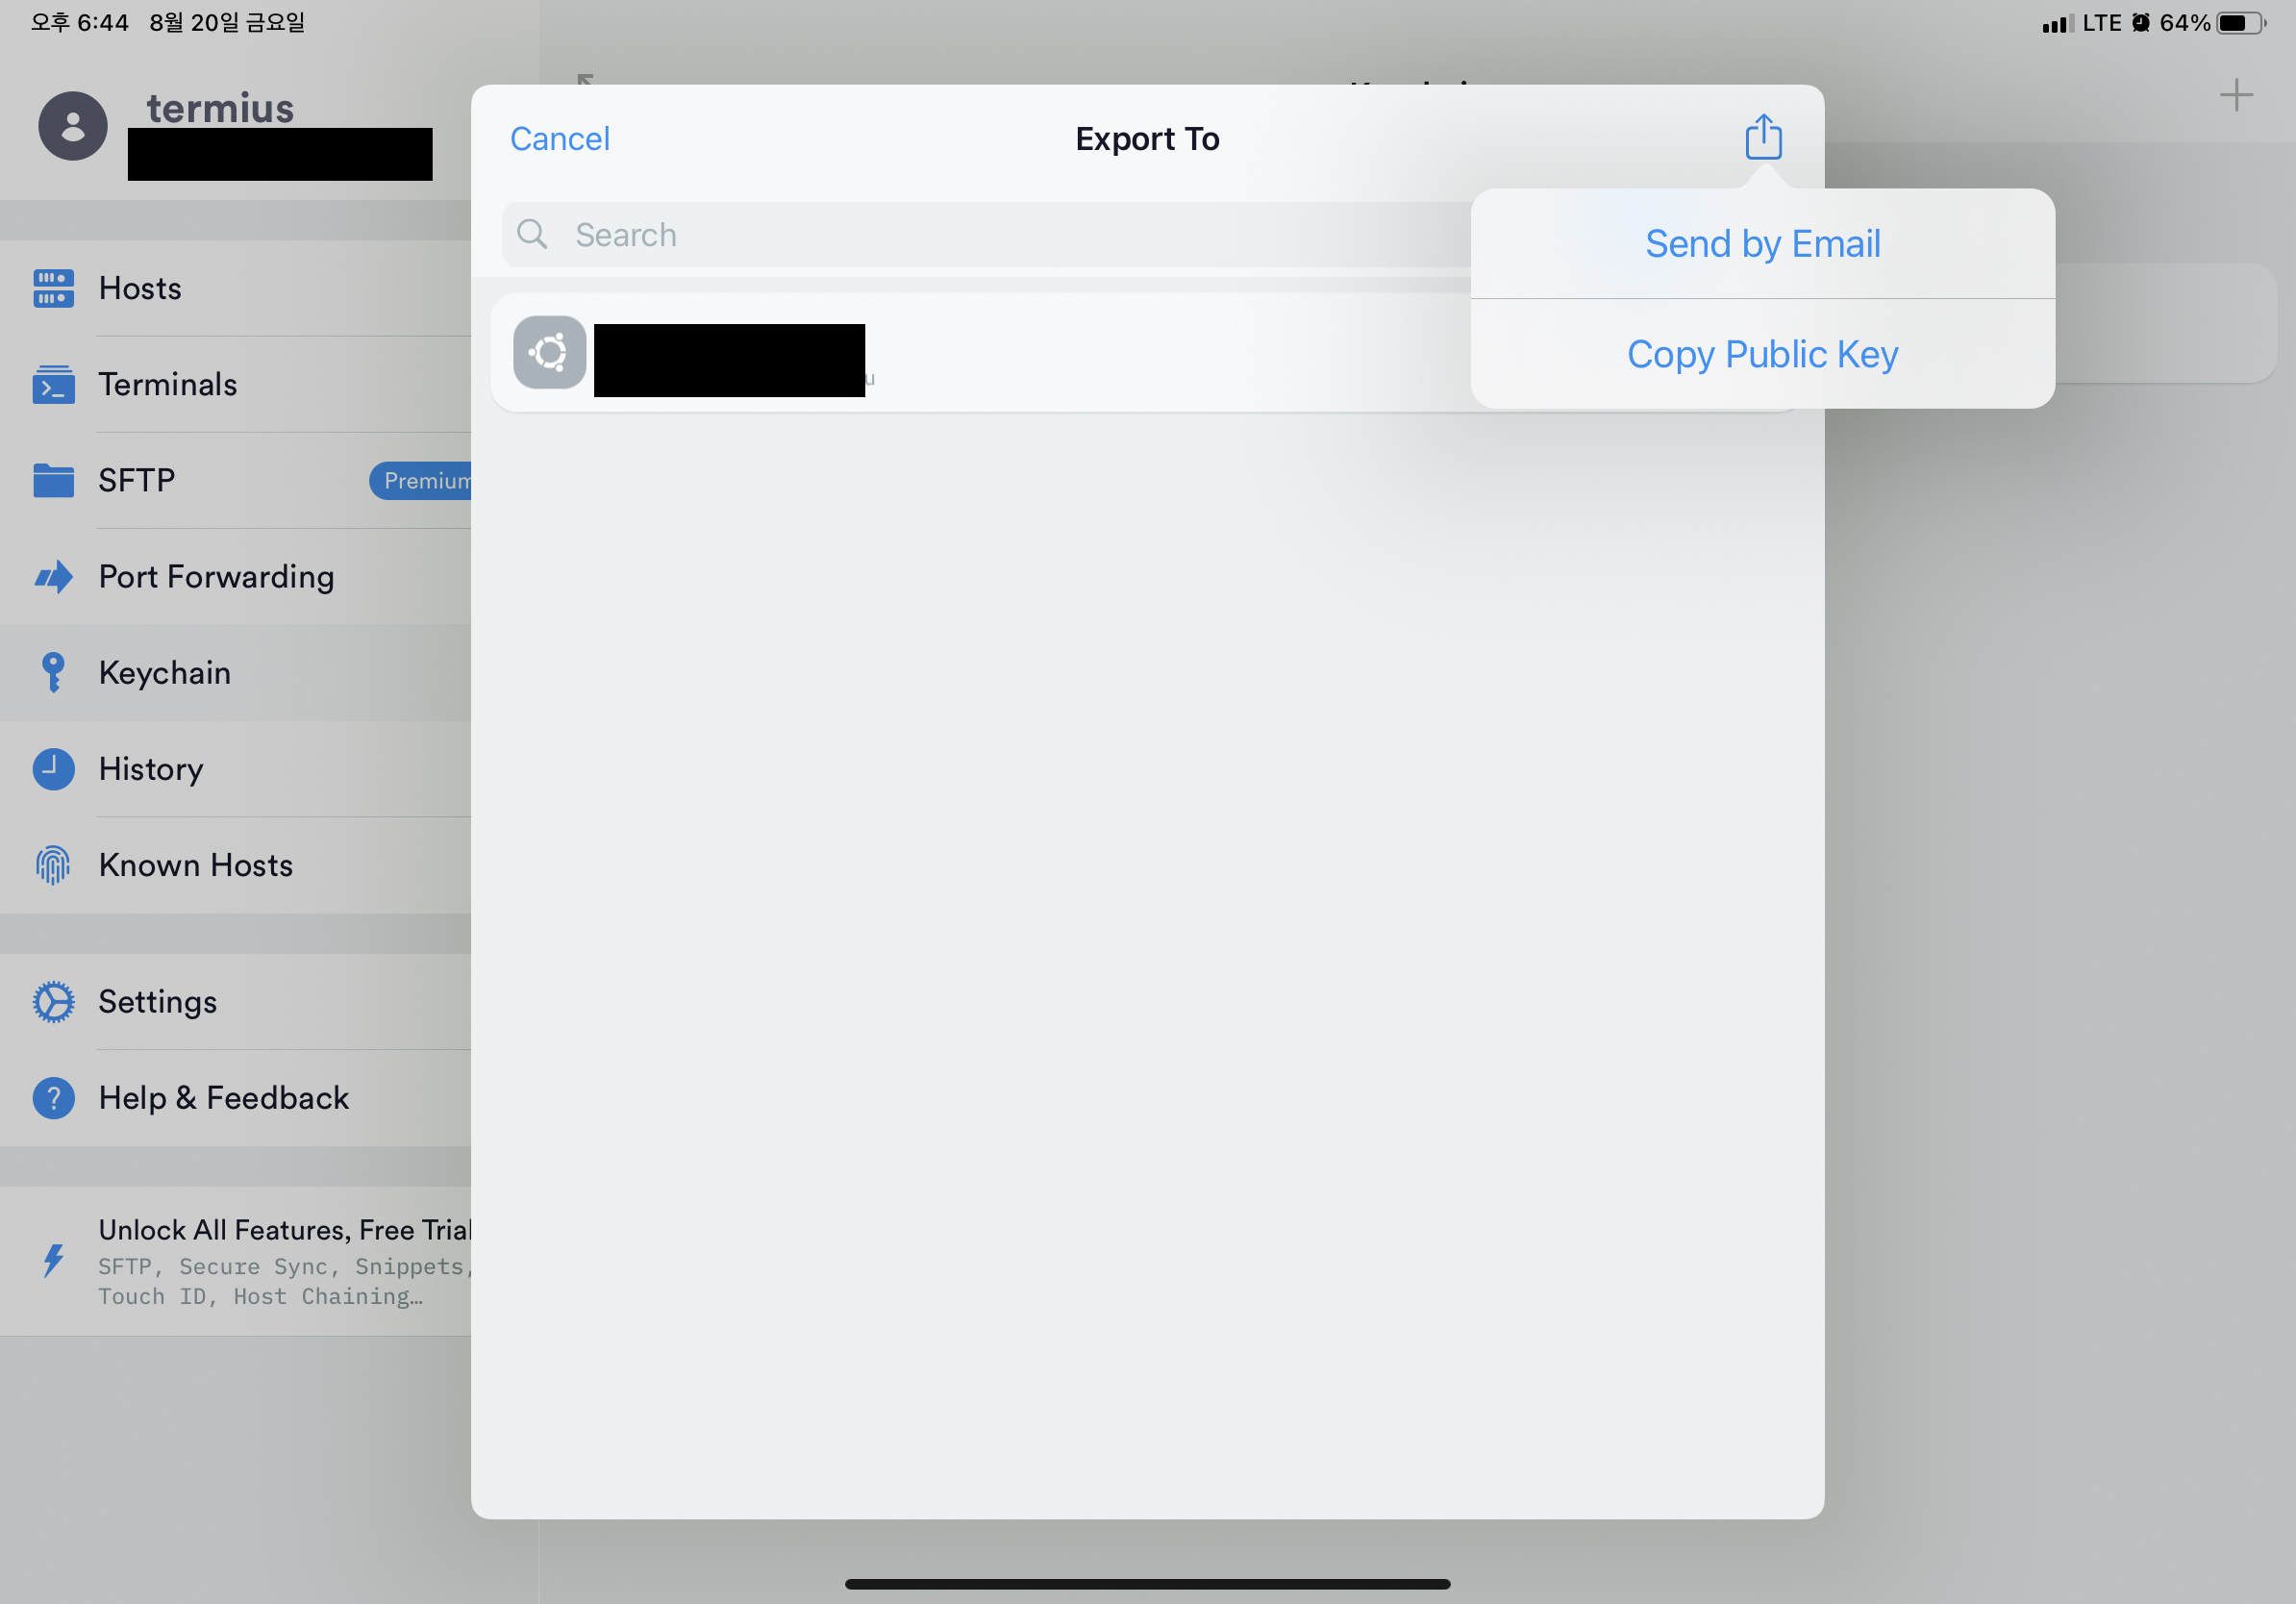 오후 6:44 8월 20일 금요일
LTE 64%
termius
Hosts
Terminals
SFTP
Premium
Port Forwarding
Keychain
History
Known Hosts
Settings
Help & Feedback
Unlock All Features, Free Trial
SFTP, Secure Sync, Snippets,
Touch ID, Host Chaining…
Cancel
Export To
Search
u
Send by Email
Copy Public Key